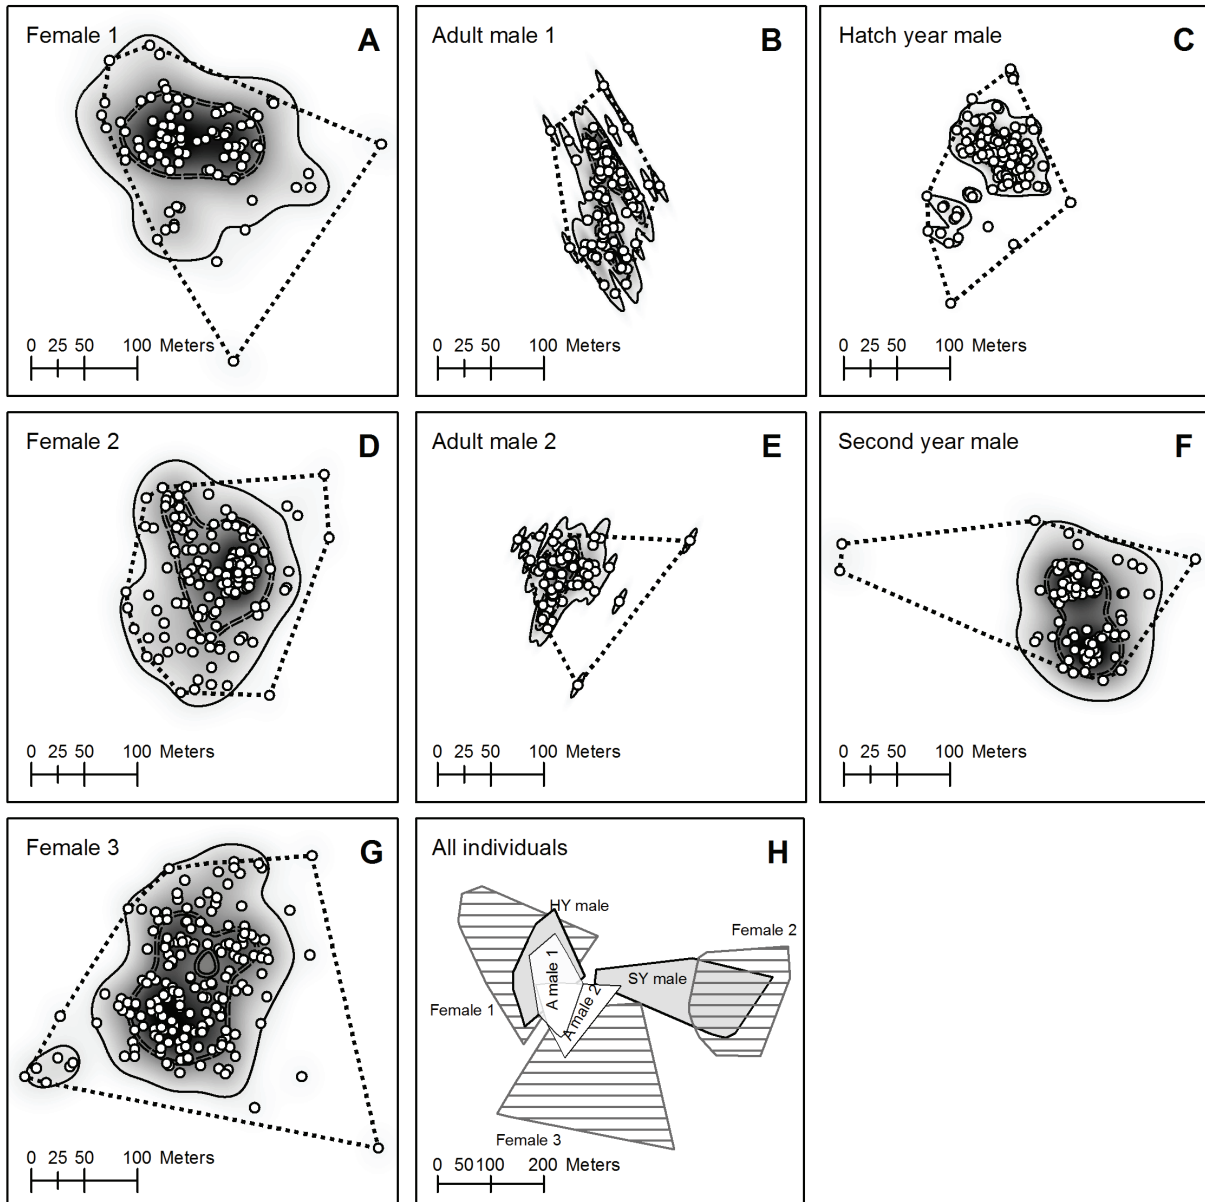 Female 1 A
0 25 50 100 Meters
Adult male 1 B
0 25 50 100 Meters
Hatch year male C
0 25 50 100 Meters
Female 2 D
0 25 50 100 Meters
Adult male 2 E
0 25 50 100 Meters
Second year male F
0 25 50 100 Meters
Female 3 G
0 25 50 100 Meters
All individuals H
HY male
Female 2
A male 1
SY male
Female 1
A male 2
Female 3
0 50 100 200 Meters